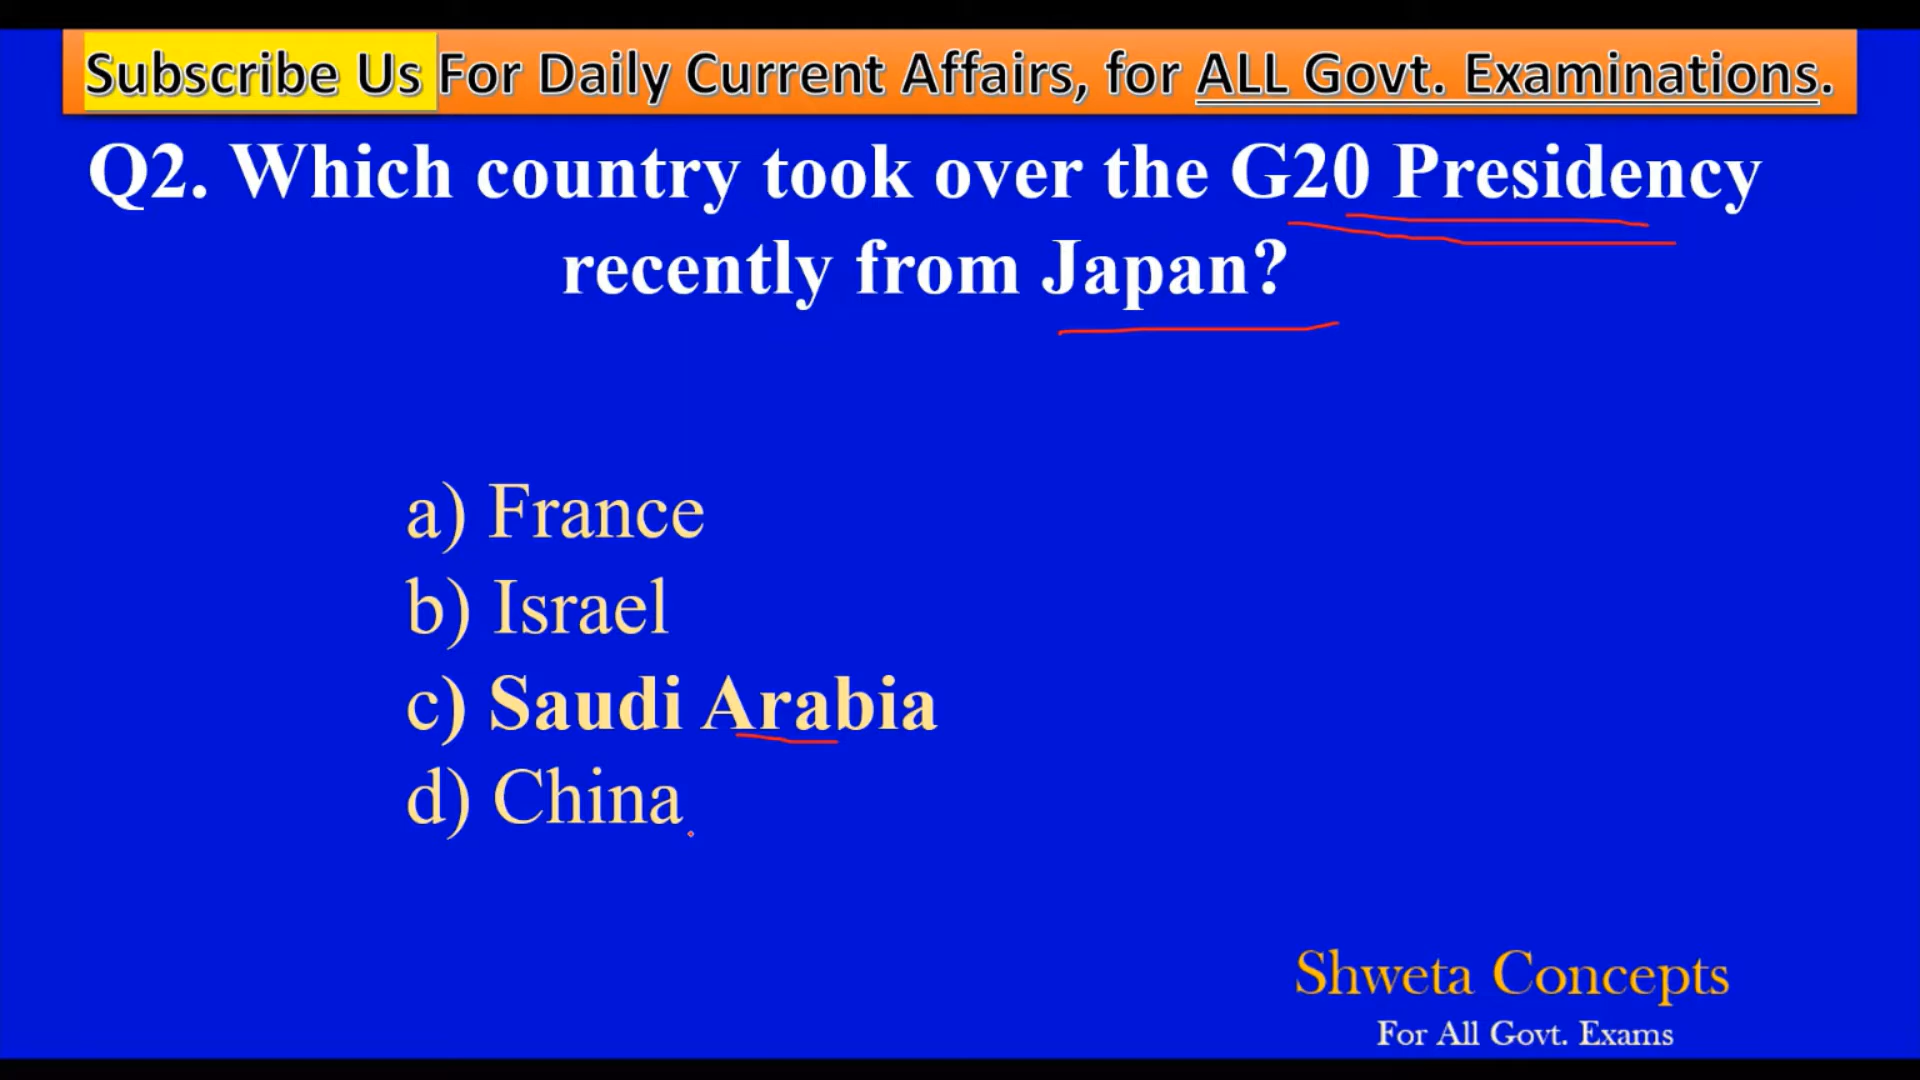 Subscribe Us For Daily Current Affairs, for ALL Govt. Examinations.
Q2. Which country took over the G20 Presidency
recently from Japan?
a) France
b) Israel
c) Saudi Arabia
d) China
Shweta Concepts
For All Govt. Exams